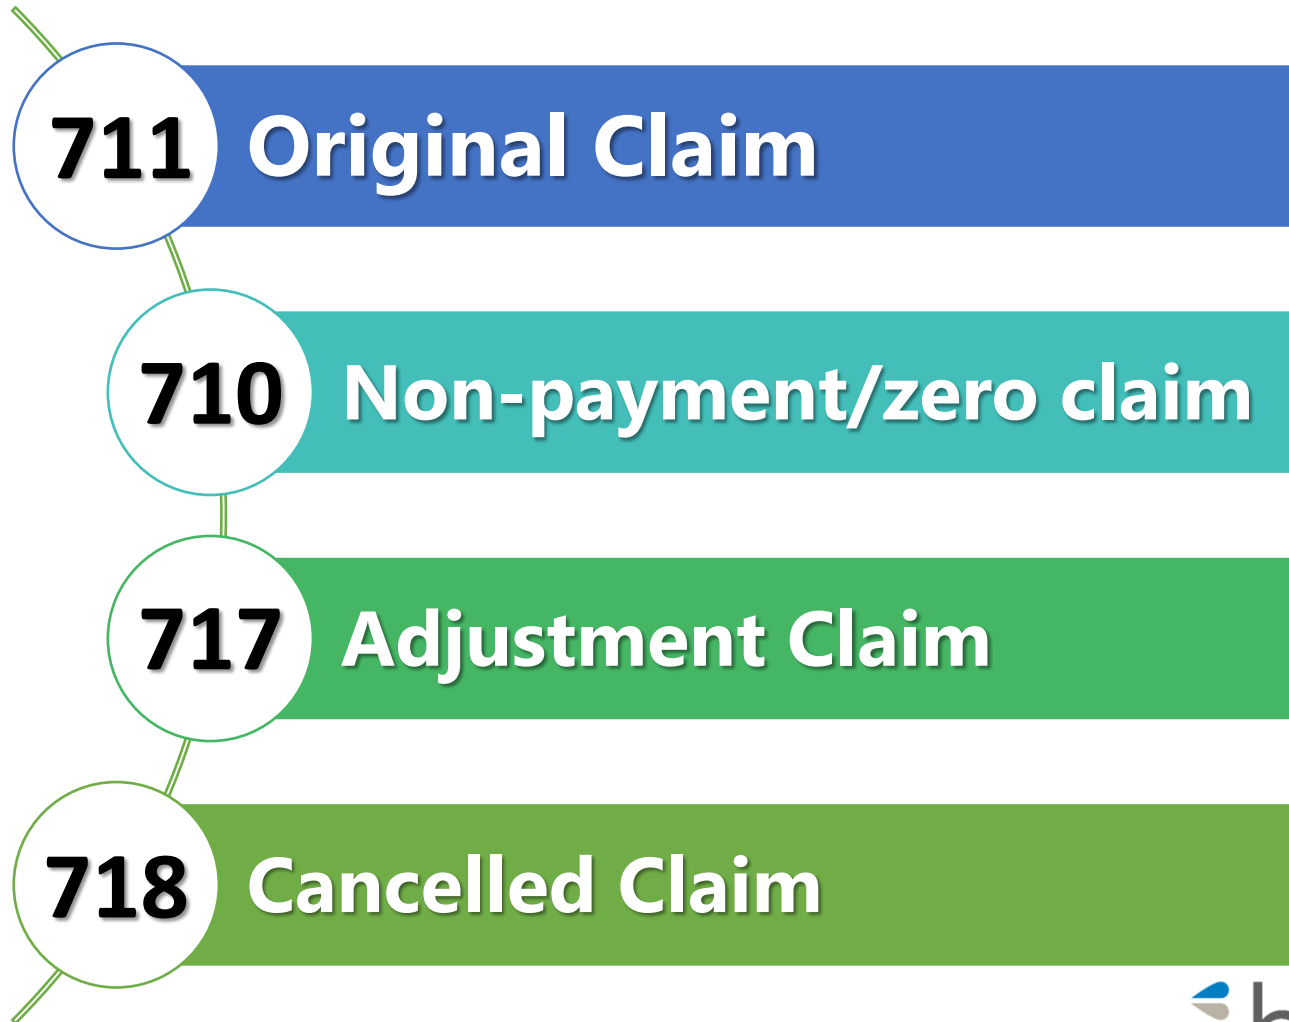 711 Original Claim
710 Non-payment/zero claim
717 Adjustment Claim
718 Cancelled Claim